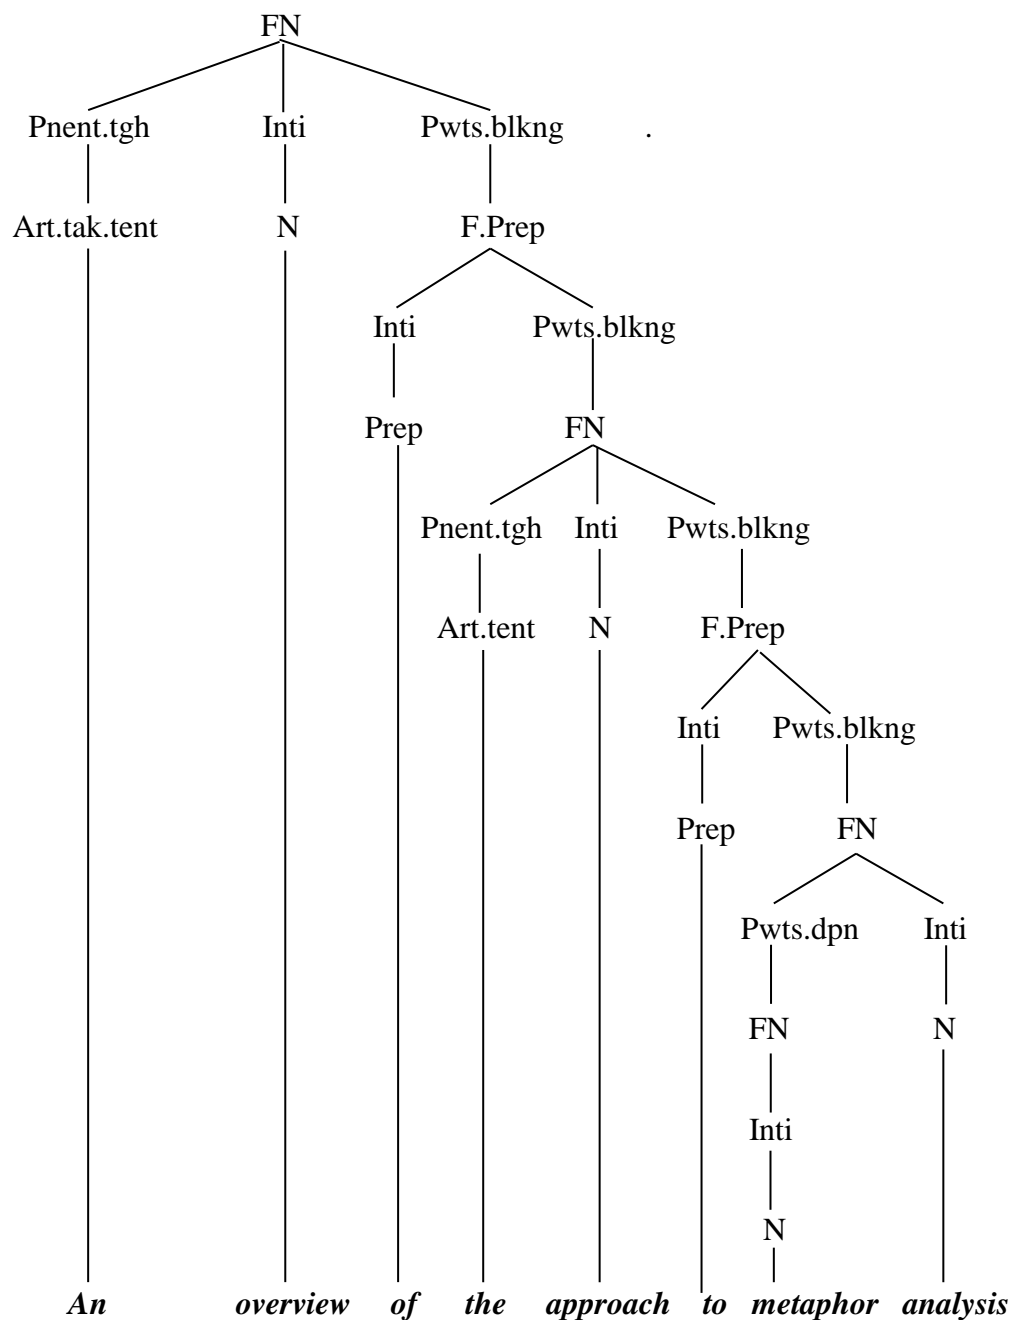 FN
Pnent.tgh Inti Pwts.blkng .
Art.tak.tent N F.Prep
Inti Pwts.blkng
Prep FN
Pnent.tgh Inti Pwts.blkng
Art.tent N F.Prep
Inti Pwts.blkng
Prep FN
Pwts.dpn Inti
FN N
Inti
N
An overview of the approach to metaphor analysis